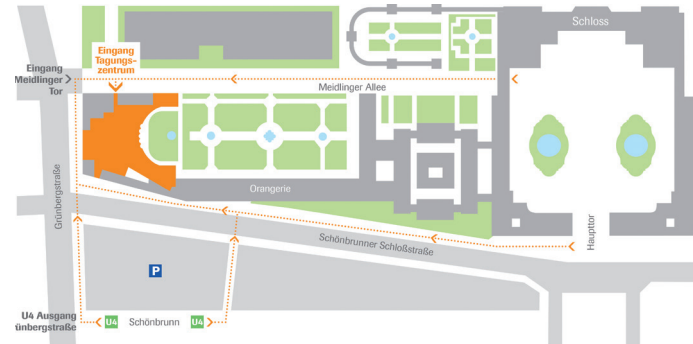 Schloss
Eingang
Tagungs-
zentrum
Eingang
Meidlinger
Tor
Meidlinger Allee
Orangerie
Grünbergstraße
Schönbrunner Schloßstraße
Haupttor
P
U4 Ausgang
ünbergstraße
U4 Schönbrunn U4